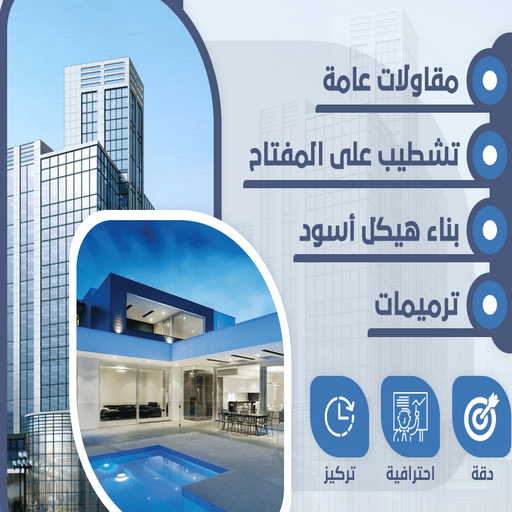 مقاولات عامة
تشطيب على المفتاح
بناء هيكل أسود
ترميمات
دقة
احترافية
تركيز